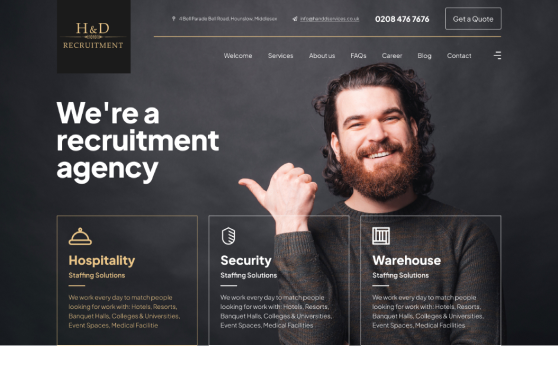 H&D
LONDON
RECRUITMENT
4 Bell Parade Bell Road, Hounslow, Middlesex
info@handdservices.co.uk
0208 476 7676
Get a Quote
Welcome
Services
About us
FAQs
Career
Blog
Contact
We're a
recruitment
agency
Hospitality
Staffing Solutions
We work every day to match people
looking for work with: Hotels, Resorts,
Banquet Halls, Colleges & Universities,
Event Spaces, Medical Facilitie
Security
Staffing Solutions
We work every day to match people
looking for work with: Hotels, Resorts,
Banquet Halls, Colleges & Universities,
Event Spaces, Medical Facilities
Warehouse
Staffing Solutions
We work every day to match people
looking for work with: Hotels, Resorts,
Banquet Halls, Colleges & Universities,
Event Spaces, Medical Facilities